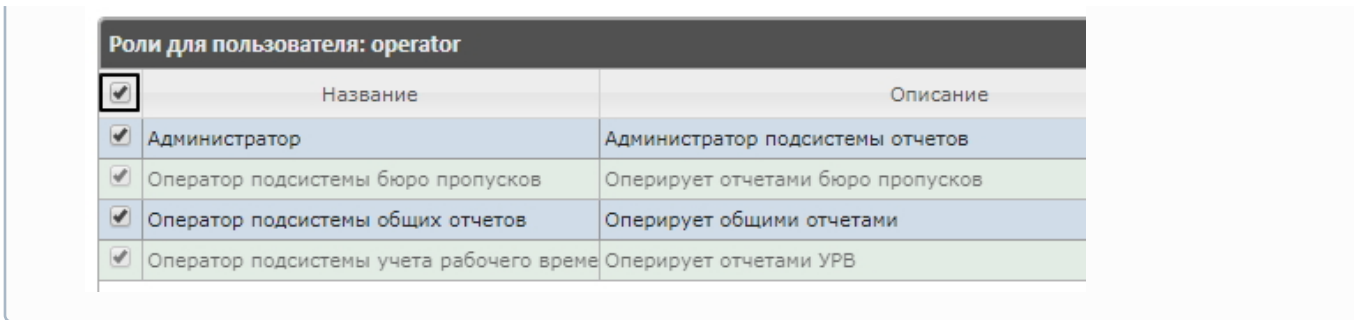 Роли для пользователя: operator
Название Описание
Администратор Администратор подсистемы отчетов
Оператор подсистемы бюро пропусков Оперирует отчетами бюро пропусков
Оператор подсистемы общих отчетов Оперирует общими отчетами
Оператор подсистемы учета рабочего време Оперирует отчетами УРВ